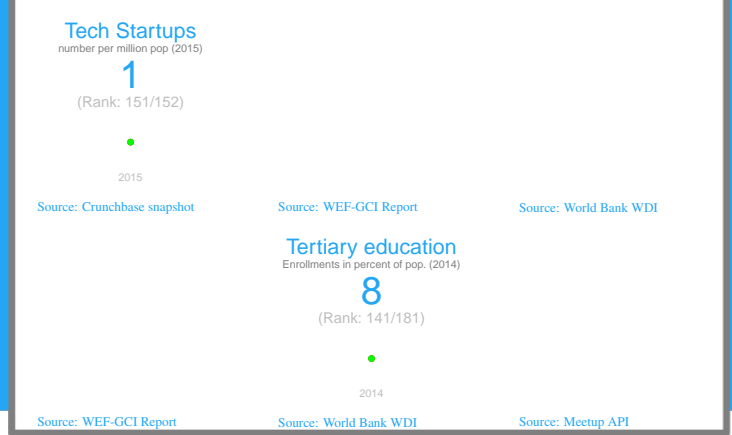 Tech Startups
number per million pop (2015)
1
(Rank: 151/152)
2015
Source: Crunchbase snapshot
Source: WEF-GCI Report
Source: World Bank WDI
Tertiary education
Enrollments in percent of pop. (2014)
8
(Rank: 141/181)
2014
Source: WEF-GCI Report
Source: World Bank WDI
Source: Meetup API